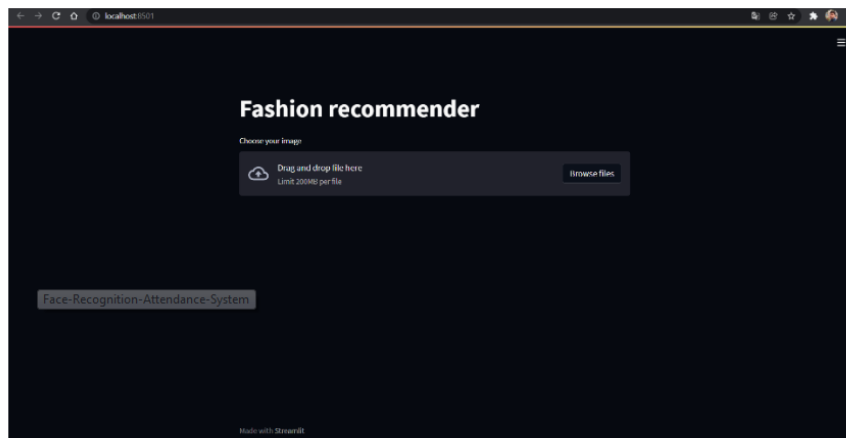 localhost:8501
Fashion recommender
Choose your image
Drag and drop file here
Limit 200MB per file
Browse files
Face-Recognition-Attendance-System
Made with Streamlit